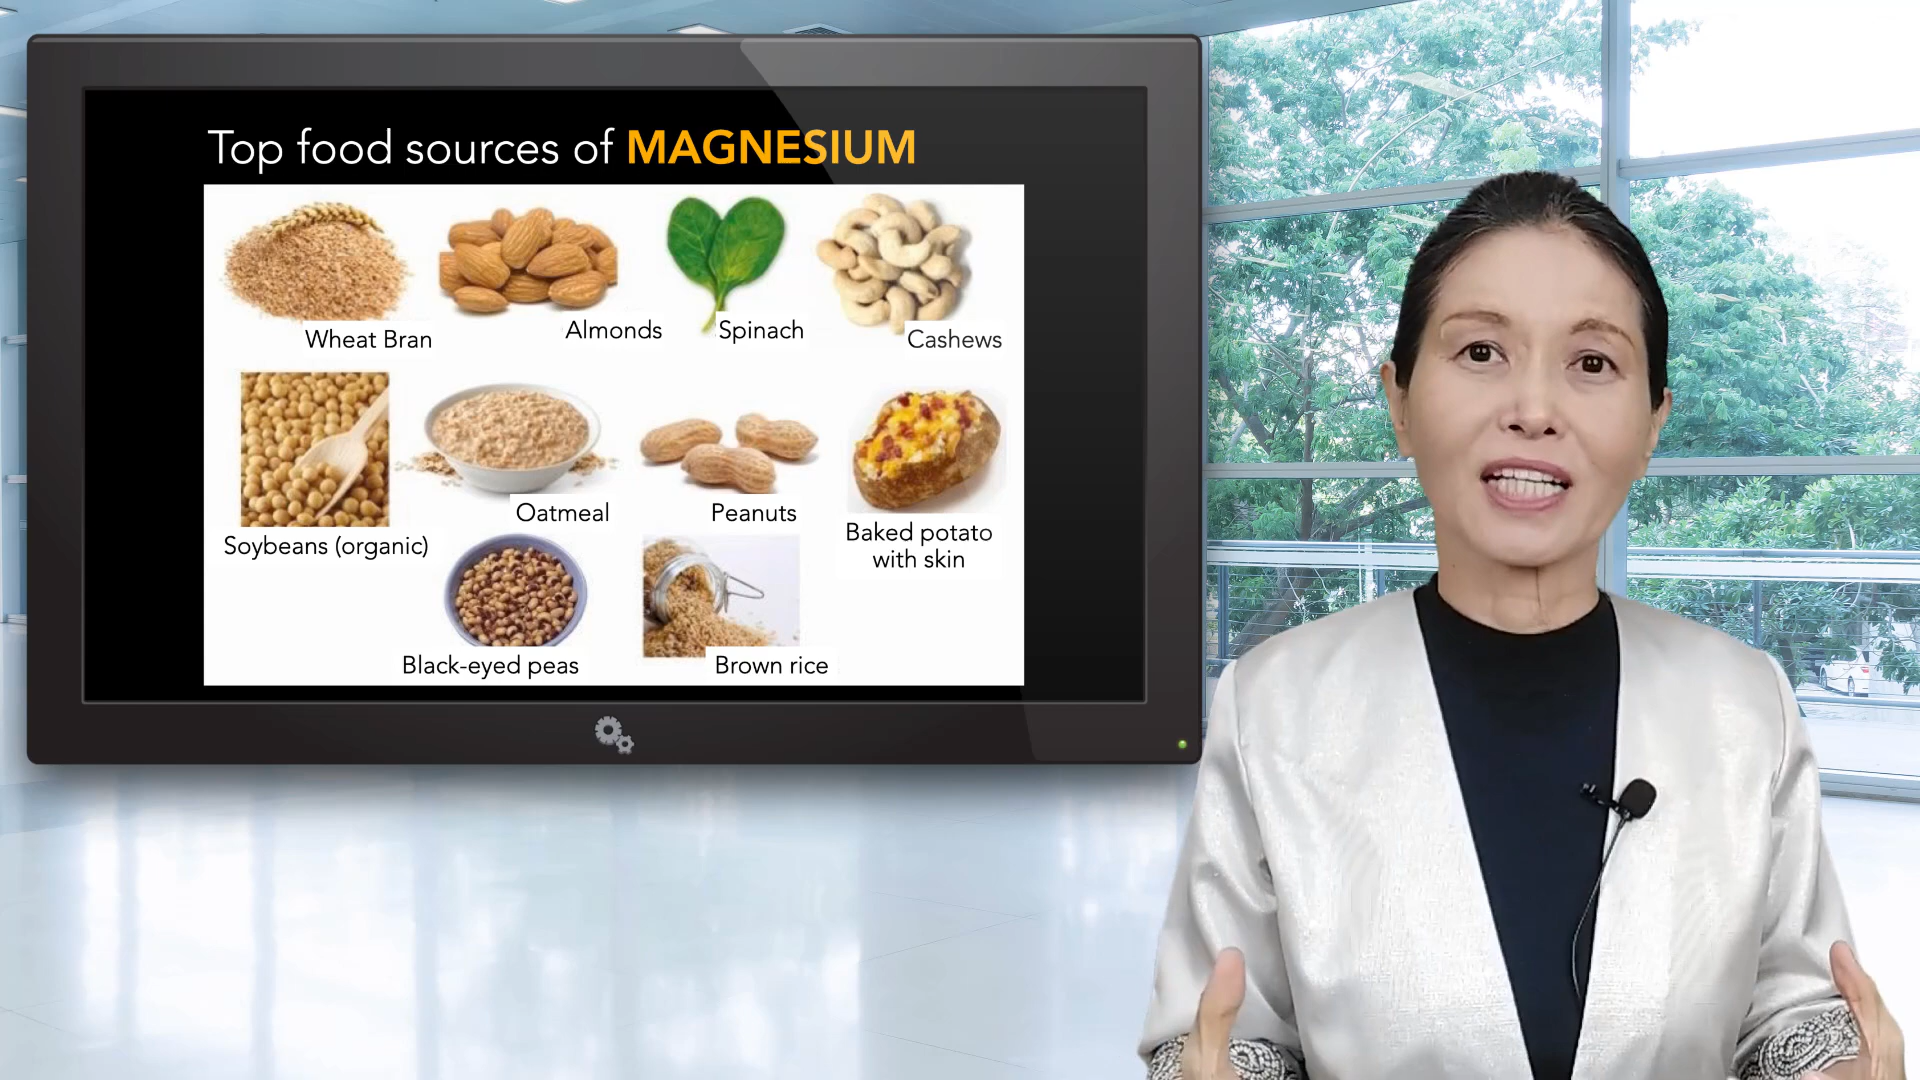 Top food sources of MAGNESIUM
Wheat Bran
Almonds
Spinach
Cashews
Soybeans (organic)
Oatmeal
Peanuts
Baked potato
with skin
Black-eyed peas
Brown rice